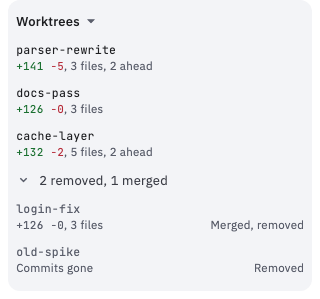 Worktrees
parser-rewrite
+141 -5, 3 files, 2 ahead
docs-pass
+126 -0, 3 files
cache-layer
+132 -2, 5 files, 2 ahead
2 removed, 1 merged
login-fix
+126 -0, 3 files Merged, removed
old-spike
Commits gone Removed